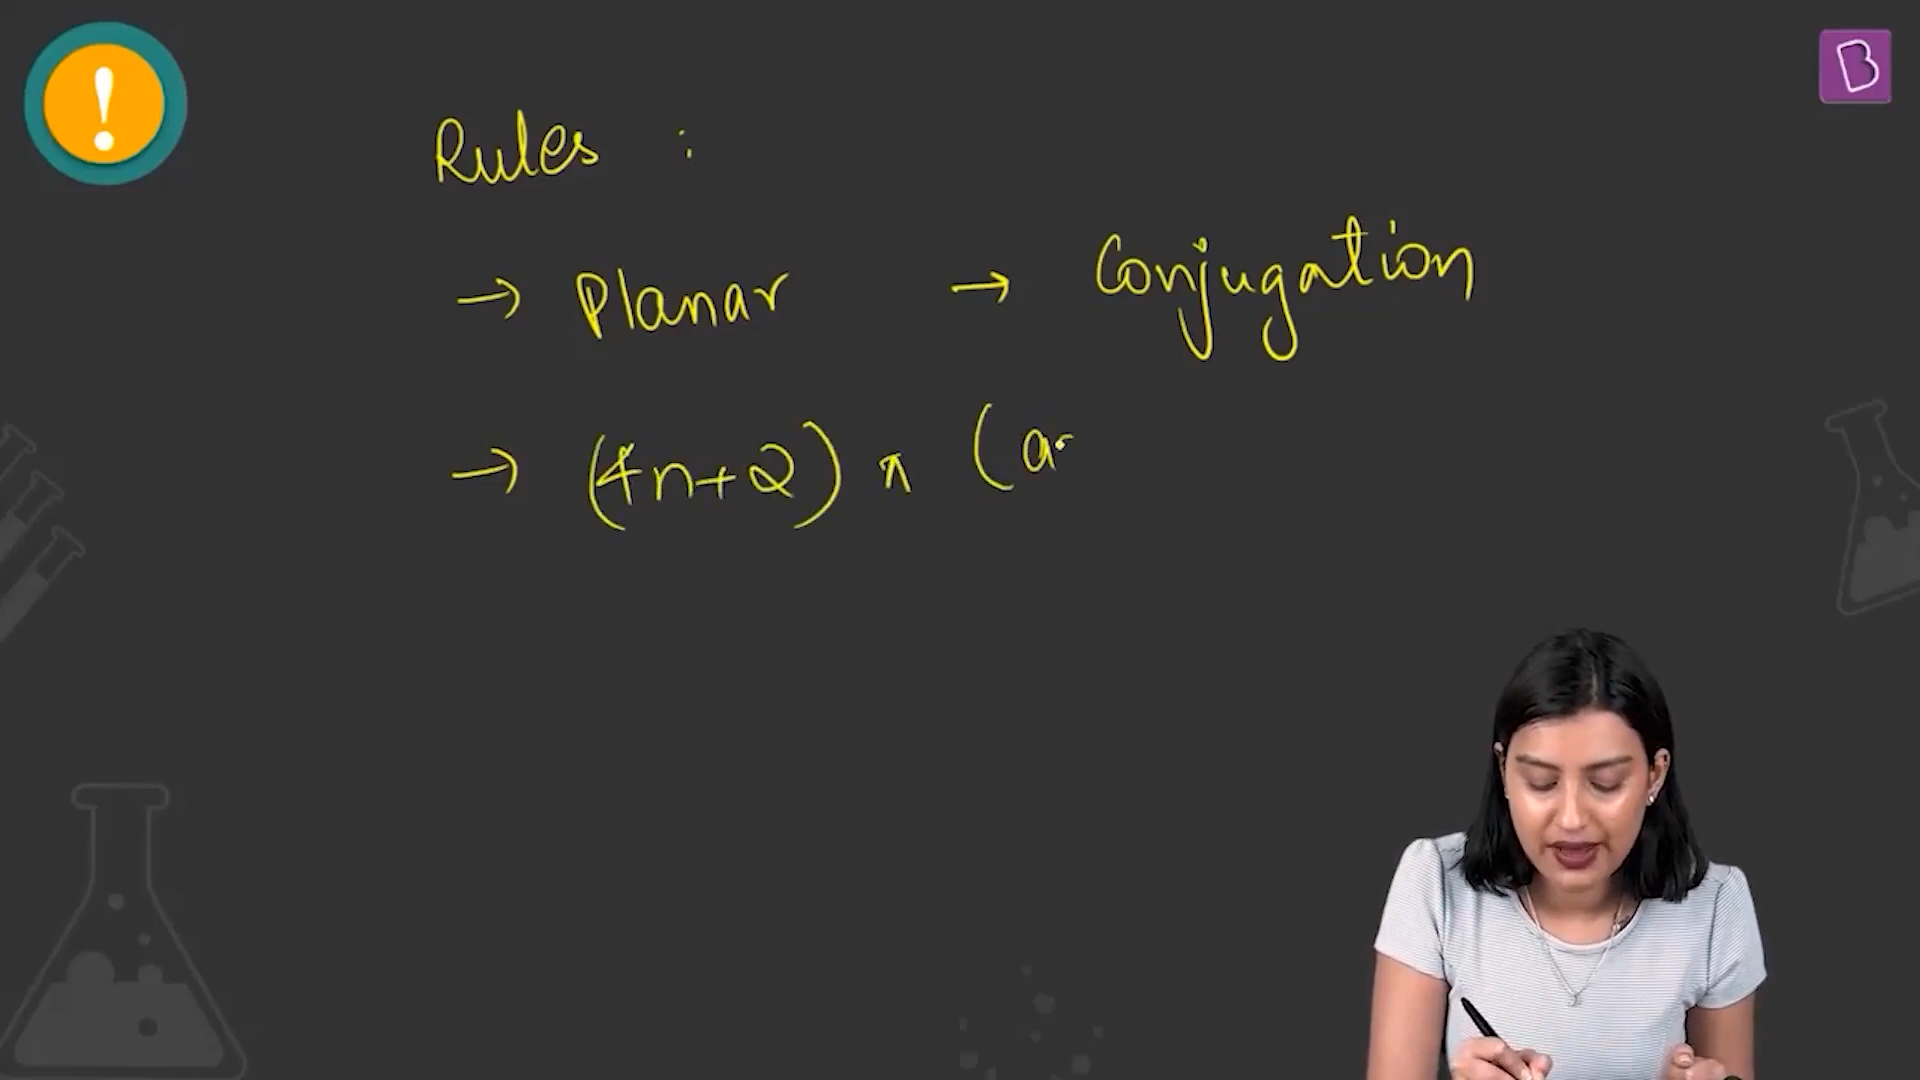 Rules :
→ Planar → Conjugation
→ (4n+2) π (a
B